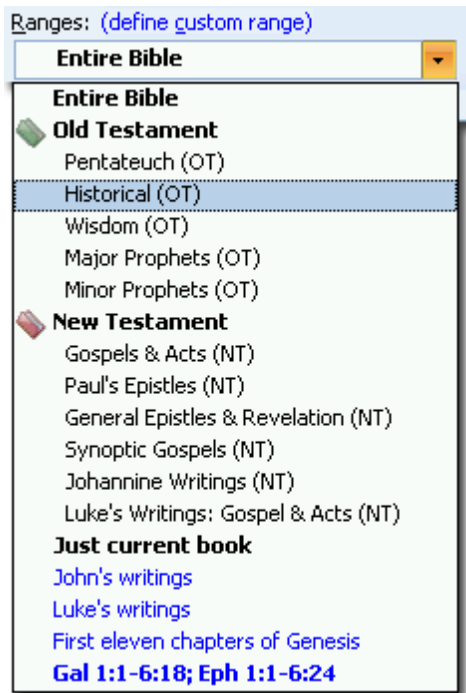 Ranges: (define custom range)
Entire Bible
Entire Bible
Old Testament
Pentateuch (OT)
Historical (OT)
Wisdom (OT)
Major Prophets (OT)
Minor Prophets (OT)
New Testament
Gospels & Acts (NT)
Paul's Epistles (NT)
General Epistles & Revelation (NT)
Synoptic Gospels (NT)
Johannine Writings (NT)
Luke's Writings: Gospel & Acts (NT)
Just current book
John's writings
Luke's writings
First eleven chapters of Genesis
Gal 1:1-6:18; Eph 1:1-6:24